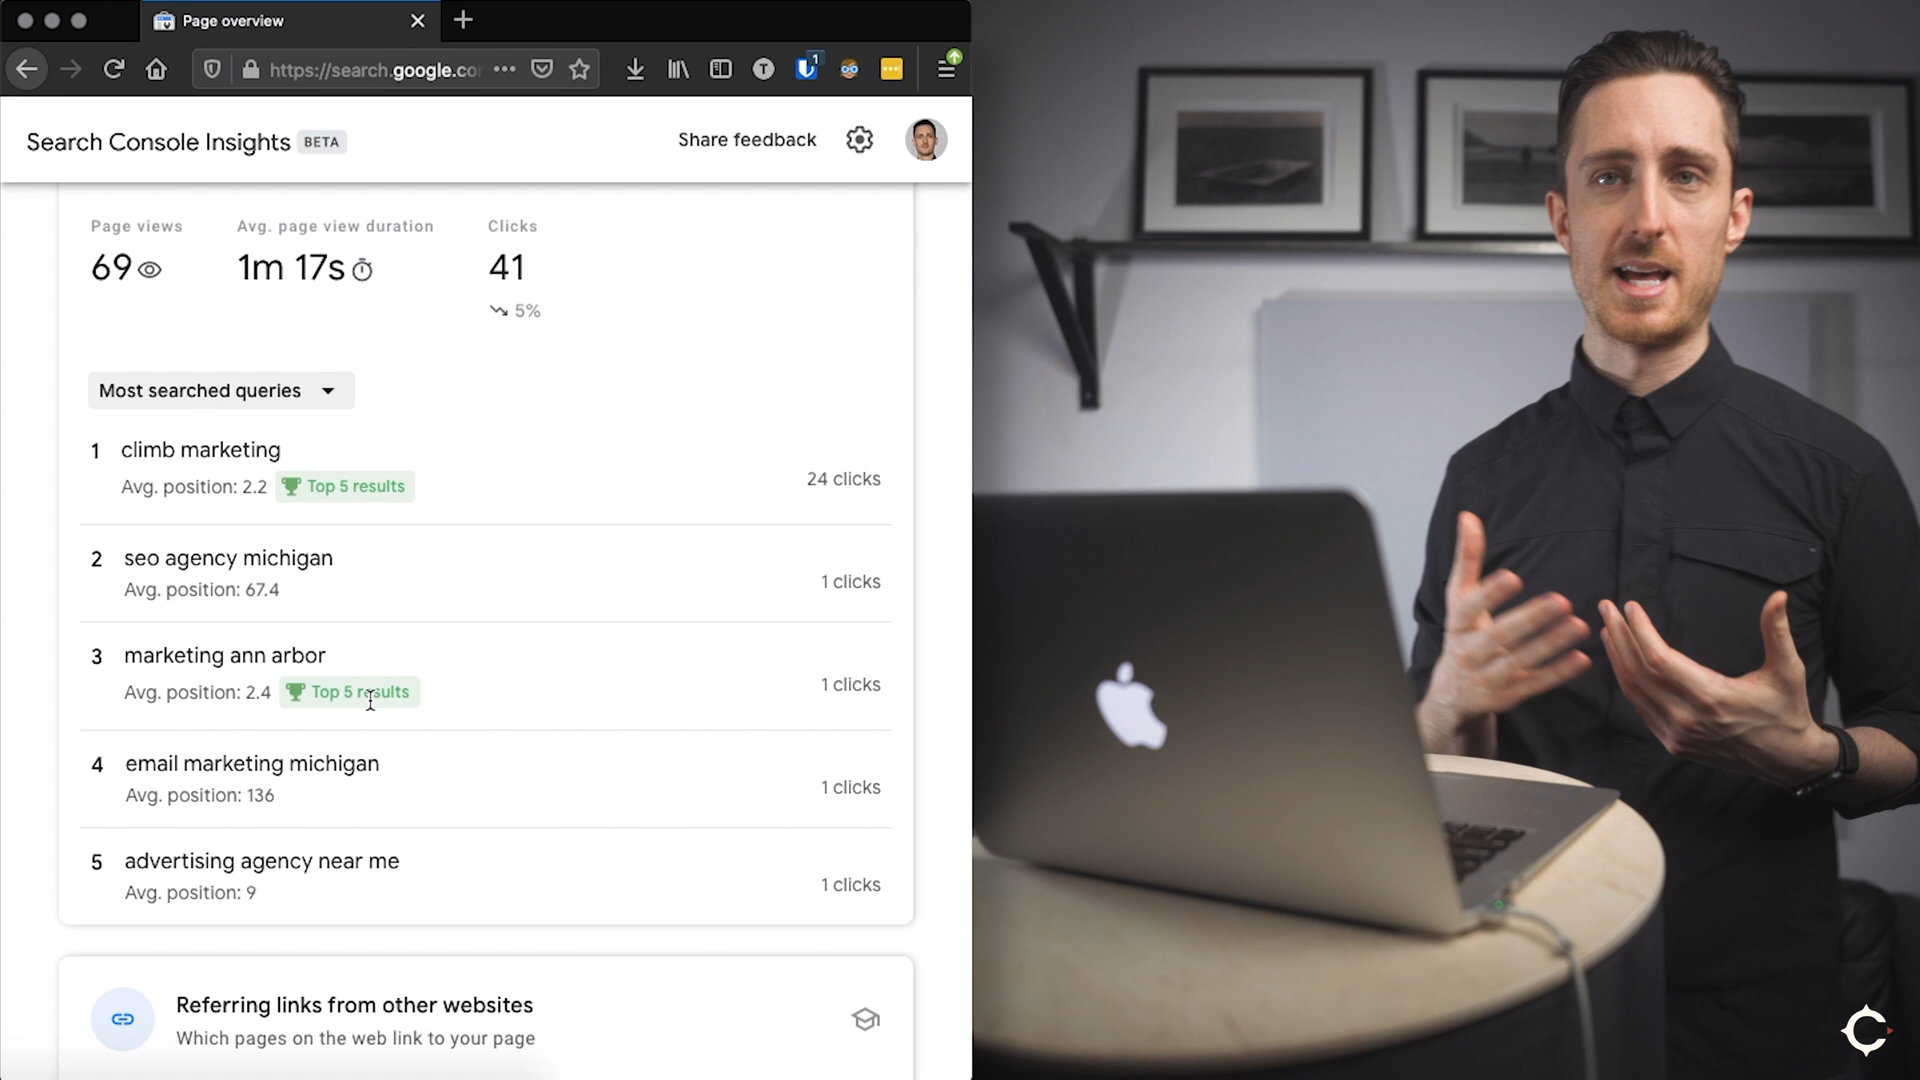 Page overview
https://search.google.co
T
1
Search Console Insights BETA
Share feedback
Page views
Avg. page view duration
Clicks
69
1m 17s
41
5%
Most searched queries
1 climb marketing
Avg. position: 2.2 Top 5 results
24 clicks
2 seo agency michigan
Avg. position: 67.4
1 clicks
3 marketing ann arbor
Avg. position: 2.4 Top 5 results
1 clicks
4 email marketing michigan
Avg. position: 136
1 clicks
5 advertising agency near me
Avg. position: 9
1 clicks
Referring links from other websites
Which pages on the web link to your page